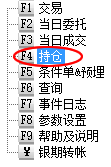 F1 交易
F2 当日委托
F3 当日成交
F4 持仓
F5 条件单&预埋
F6 查询
F7 事件日志
F8 参数设置
F9 帮助及说明
¥ 银期转帐